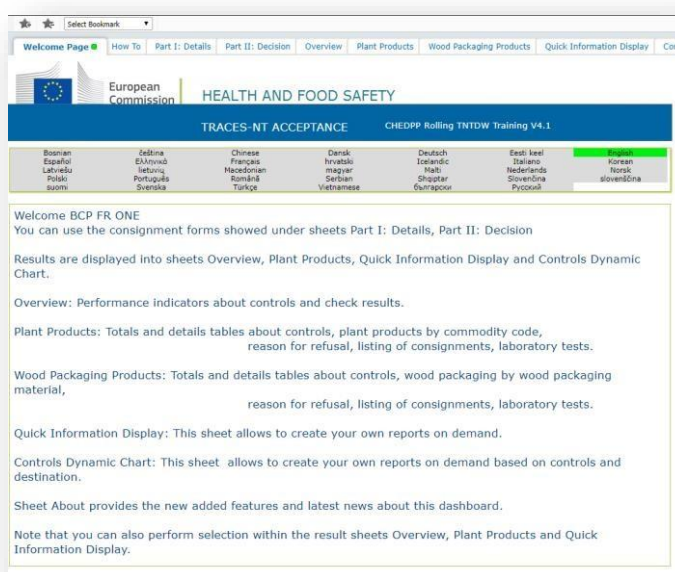 Select Bookmark
Welcome Page How To Part I: Details Part II: Decision Overview Plant Products Wood Packaging Products Quick Information Display Co
European
Commission
HEALTH AND FOOD SAFETY
TRACES-NT ACCEPTANCE CHEDPP Rolling TNTDW Training V4.1
Bosnian čeština Chinese Dansk Deutsch Eesti keel English
Español Ελληνικά Français hrvatski Icelandic Italiano Korean
Latviešu lietuvių Macedonian magyar Malti Nederlands Norsk
Polski Português Română Serbian Shqiptar Slovenčina slovenščina
suomi Svenska Türkçe Vietnamese български Русский
Welcome BCP FR ONE
You can use the consignment forms showed under sheets Part I: Details, Part II: Decision
Results are displayed into sheets Overview, Plant Products, Quick Information Display and Controls Dynamic
Chart.
Overview: Performance indicators about controls and check results.
Plant Products: Totals and details tables about controls, plant products by commodity code,
reason for refusal, listing of consignments, laboratory tests.
Wood Packaging Products: Totals and details tables about controls, wood packaging by wood packaging
material,
reason for refusal, listing of consignments, laboratory tests.
Quick Information Display: This sheet allows to create your own reports on demand.
Controls Dynamic Chart: This sheet allows to create your own reports on demand based on controls and
destination.
Sheet About provides the new added features and latest news about this dashboard.
Note that you can also perform selection within the result sheets Overview, Plant Products and Quick
Information Display.